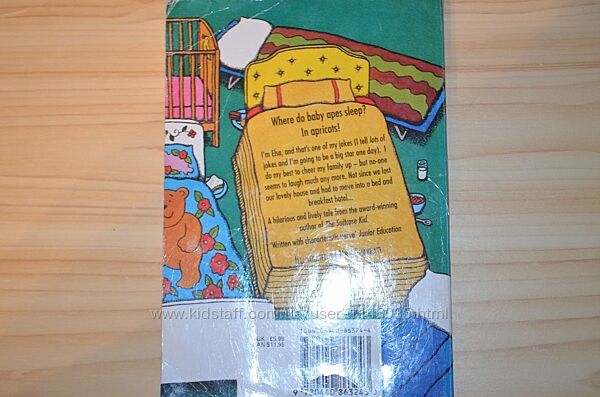 Where do baby apes sleep?
In apricots!
I'm Elsa, and that's one of my jokes (I tell lots of
jokes and I'm going to be a big star one day). I
do my best to cheer my family up – but no-one
seems to laugh much any more. Not since we lost
our lovely house and had to move into a bed and
breakfast hotel...
A hilarious and lively tale from the award-winning
author of The Suitcase Kid.
'Written with characteristic verve' Junior Education
UK £5.99
CAN $11.95